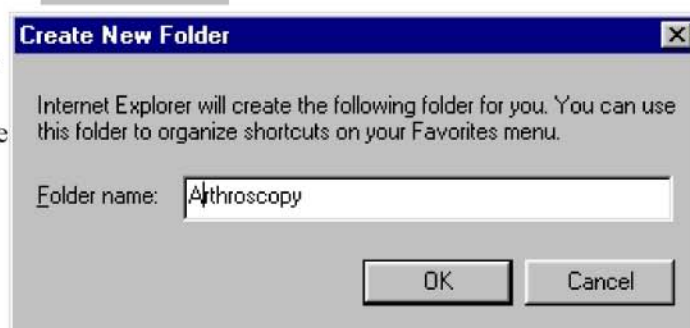 Create New Folder
Internet Explorer will create the following folder for you. You can use
e this folder to organize shortcuts on your Favorites menu.
Folder name: Arthroscopy
OK Cancel